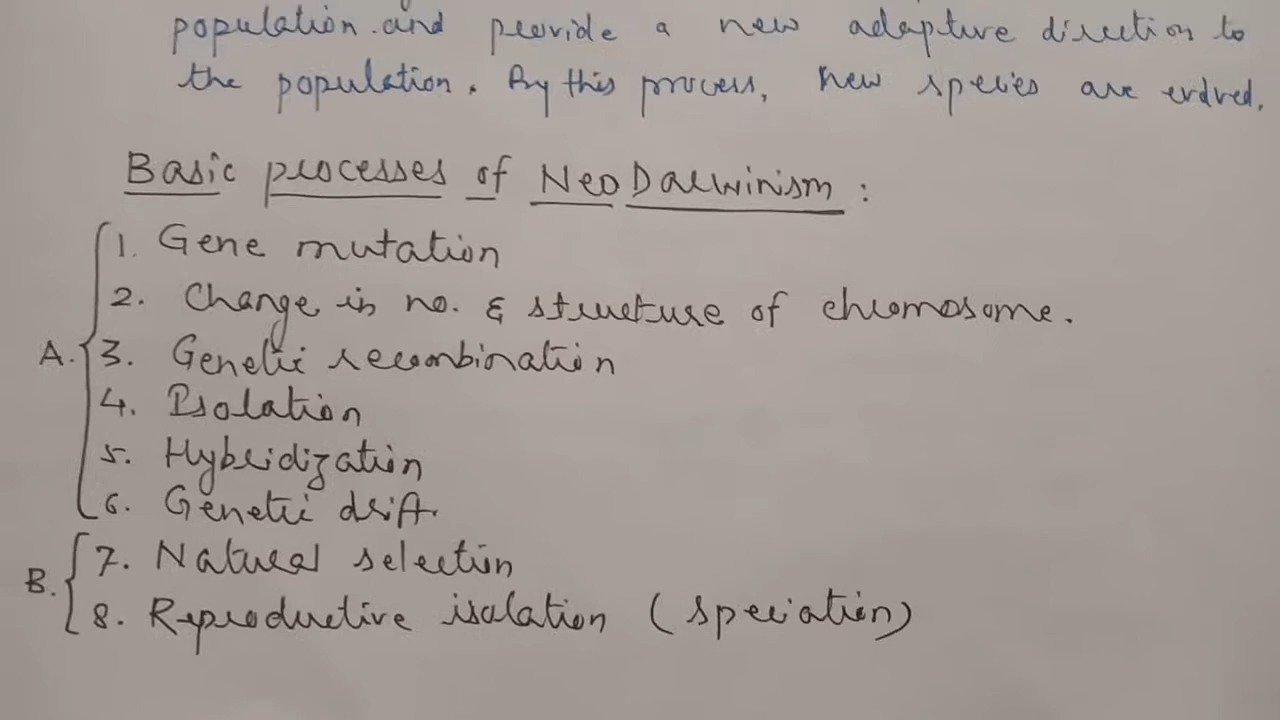 population and provide a new adaptive direction to
the population. By this process, new species are evolved.
Basic processes of NeoDarwinism :
1. Gene mutation
2. Change in no. & structure of chromosome.
A. 3. Genetic recombination
4. Isolation
5. Hybridization
6. Genetic drift.
7. Natural selection
B.
8. Reproductive isolation (speciation)